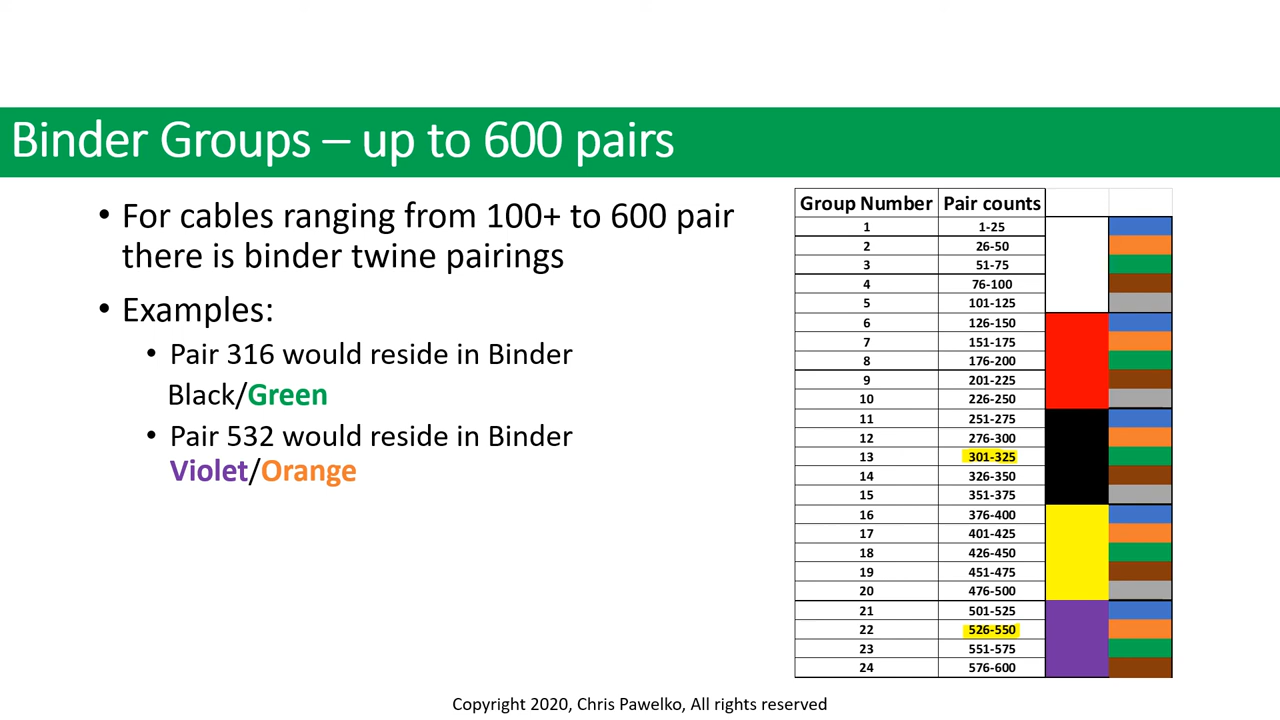 Binder Groups – up to 600 pairs
• For cables ranging from 100+ to 600 pair
there is binder twine pairings
• Examples:
• Pair 316 would reside in Binder
Black/Green
• Pair 532 would reside in Binder
Violet/Orange
Group Number Pair counts
1 1-25
2 26-50
3 51-75
4 76-100
5 101-125
6 126-150
7 151-175
8 176-200
9 201-225
10 226-250
11 251-275
12 276-300
13 301-325
14 326-350
15 351-375
16 376-400
17 401-425
18 426-450
19 451-475
20 476-500
21 501-525
22 526-550
23 551-575
24 576-600
Copyright 2020, Chris Pawelko, All rights reserved